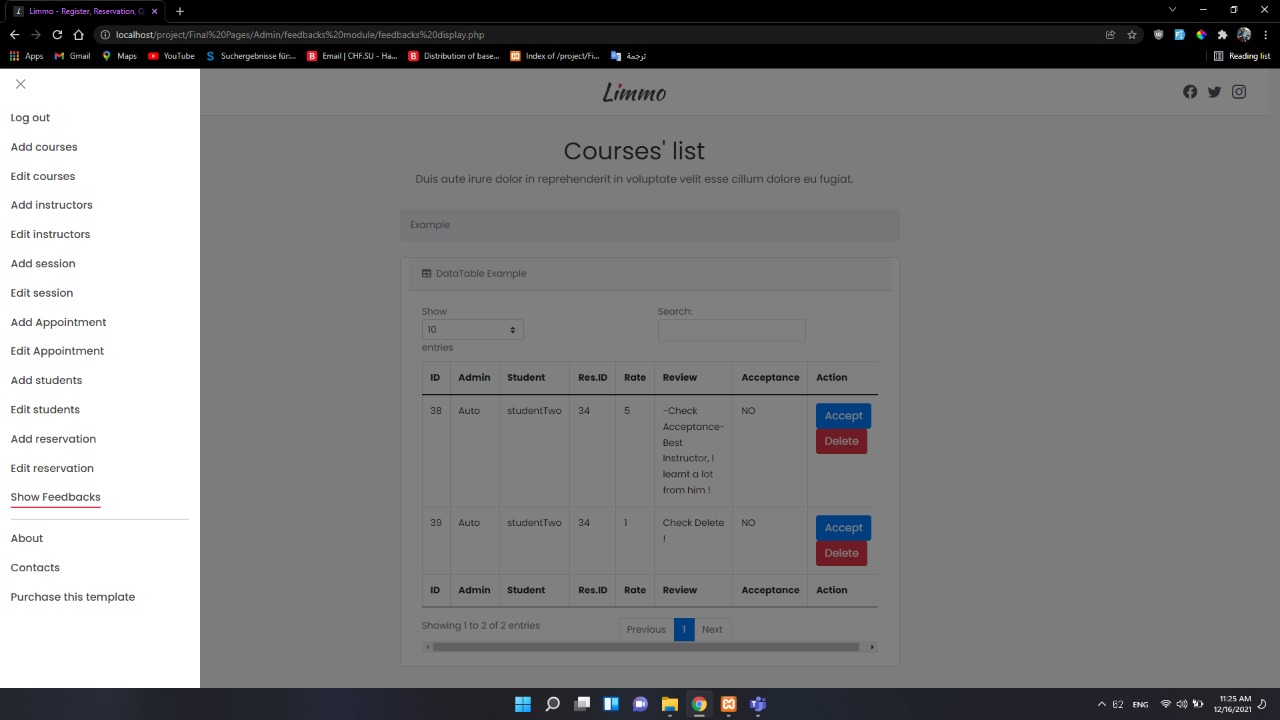 Limmo - Register, Reservation, C
localhost/project/Final%20Pages/Admin/feedbacks%20module/feedbacks_display.php
Apps Gmail Maps YouTube Suchergebnisse für:... Email | CHF.SU - Ha... Distribution of base... Index of /project/Fi... ترجمة Reading list
Limmo
Log out
Add courses
Edit courses
Add instructors
Edit instructors
Add session
Edit session
Add Appointment
Edit Appointment
Add students
Edit students
Add reservation
Edit reservation
Show Feedbacks
About
Contacts
Purchase this template
Courses' list
Duis aute irure dolor in reprehenderit in voluptate velit esse cillum dolore eu fugiat.
Example
DataTable Example
Show
10
entries
Search:
ID Admin Student Res.ID Rate Review Acceptance Action
38 Auto studentTwo 34 5 -Check NO Accept
Acceptance-
Best Delete
Instructor, I
learnt a lot
from him !
39 Auto studentTwo 34 1 Check Delete NO Accept
! Delete
ID Admin Student Res.ID Rate Review Acceptance Action
Showing 1 to 2 of 2 entries Previous 1 Next
ENG
11:25 AM
12/16/2021